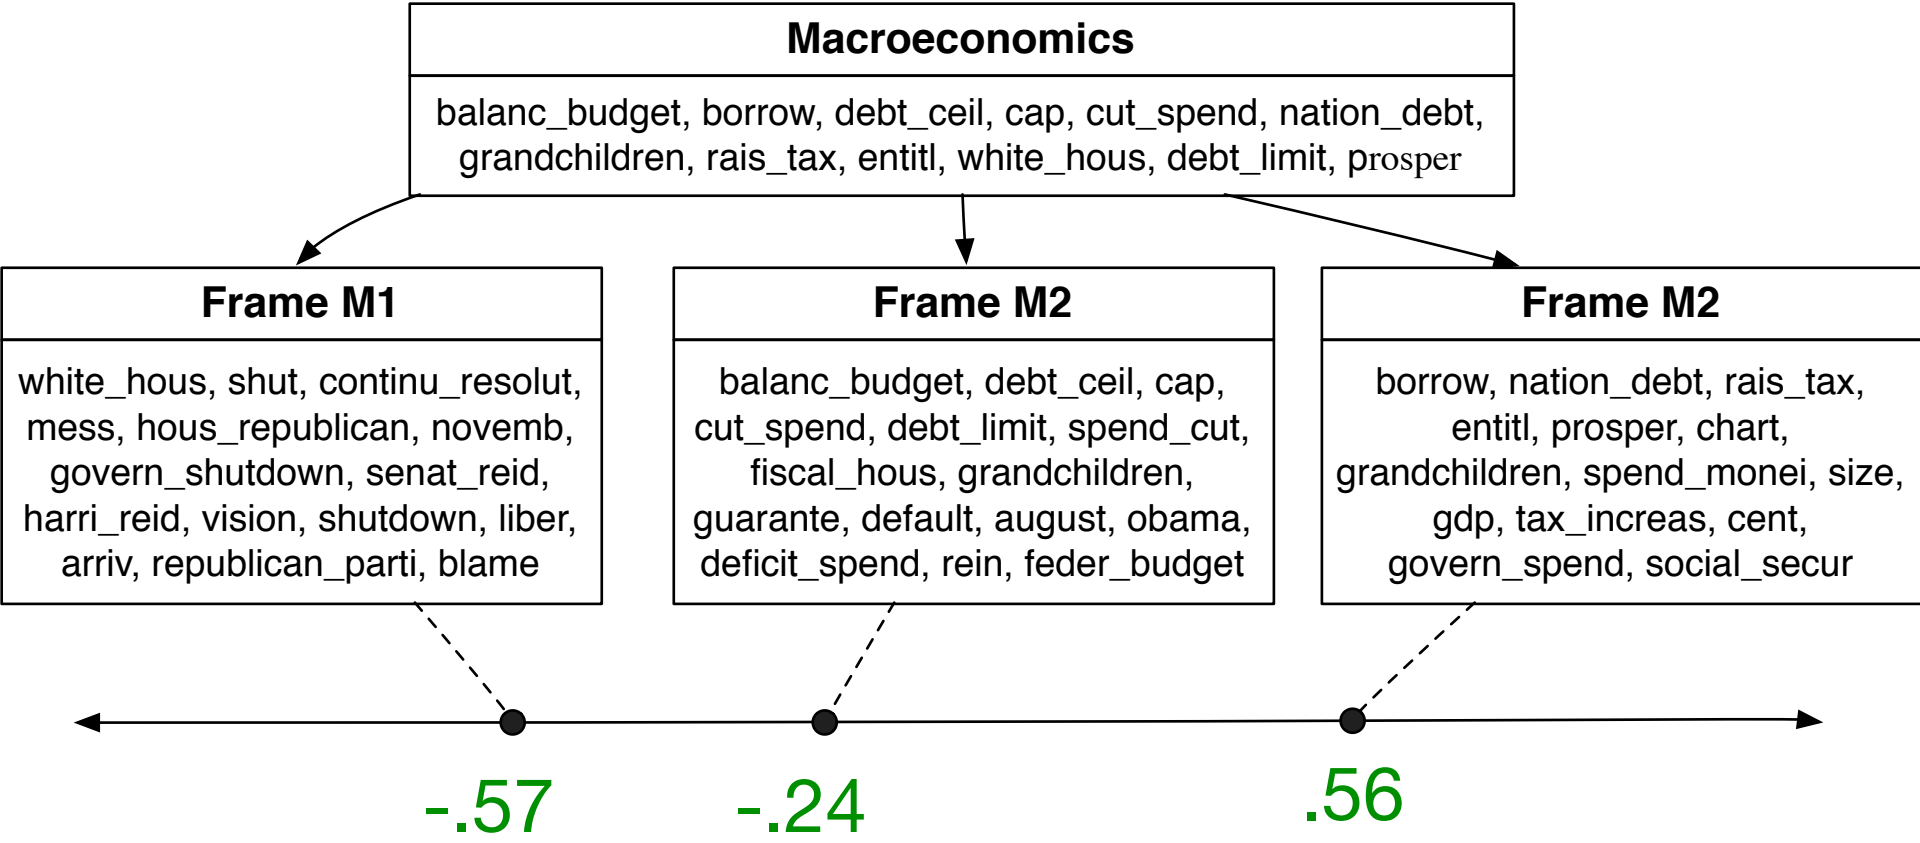 Macroeconomics
balanc_budget, borrow, debt_ceil, cap, cut_spend, nation_debt,
grandchildren, rais_tax, entitl, white_hous, debt_limit, prosper
Frame M1
white_hous, shut, continu_resolut,
mess, hous_republican, novemb,
govern_shutdown, senat_reid,
harri_reid, vision, shutdown, liber,
arriv, republican_parti, blame
Frame M2
balanc_budget, debt_ceil, cap,
cut_spend, debt_limit, spend_cut,
fiscal_hous, grandchildren,
guarante, default, august, obama,
deficit_spend, rein, feder_budget
Frame M2
borrow, nation_debt, rais_tax,
entitl, prosper, chart,
grandchildren, spend_monei, size,
gdp, tax_increas, cent,
govern_spend, social_secur
-.57
-.24
.56